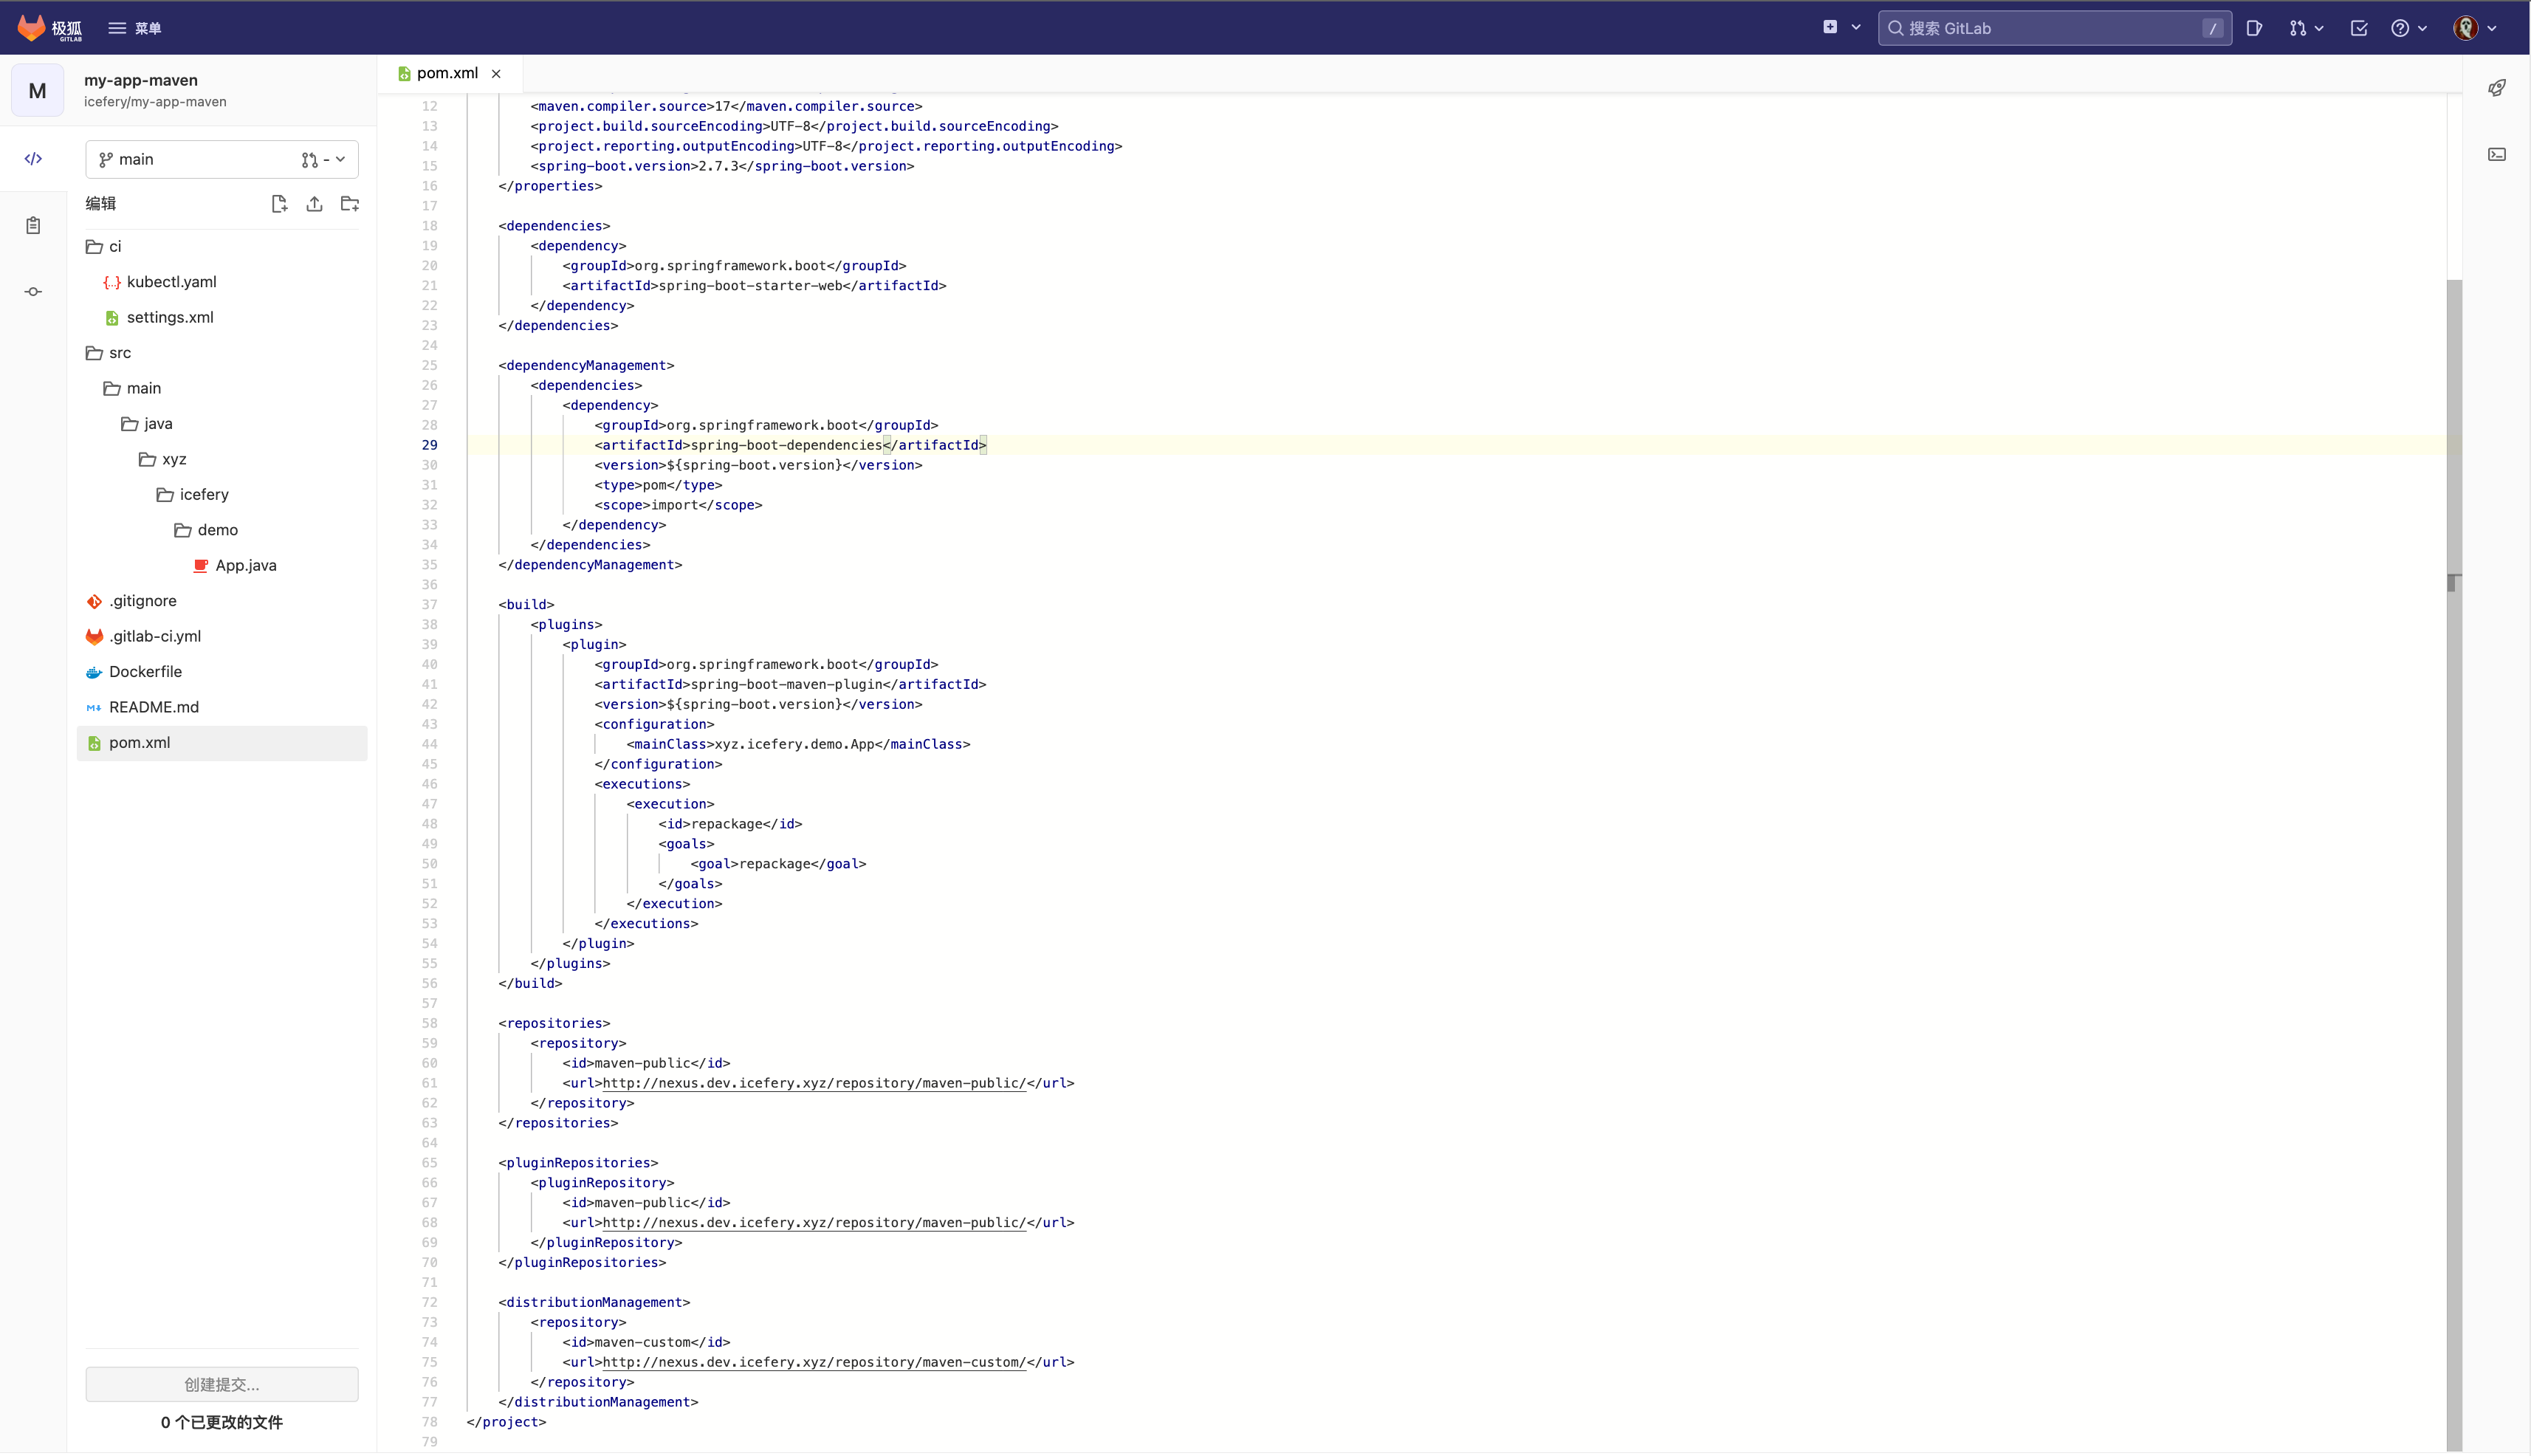 极狐
GITLAB
菜单
搜索 GitLab
/
M
my-app-maven
icefery/my-app-maven
main
-
编辑
ci
kubectl.yaml
settings.xml
src
main
java
xyz
icefery
demo
App.java
.gitignore
.gitlab-ci.yml
Dockerfile
README.md
pom.xml
创建提交...
0 个已更改的文件
pom.xml
12 <maven.compiler.source>17</maven.compiler.source>
13 <project.build.sourceEncoding>UTF-8</project.build.sourceEncoding>
14 <project.reporting.outputEncoding>UTF-8</project.reporting.outputEncoding>
15 <spring-boot.version>2.7.3</spring-boot.version>
16 </properties>
17
18 <dependencies>
19 <dependency>
20 <groupId>org.springframework.boot</groupId>
21 <artifactId>spring-boot-starter-web</artifactId>
22 </dependency>
23 </dependencies>
24
25 <dependencyManagement>
26 <dependencies>
27 <dependency>
28 <groupId>org.springframework.boot</groupId>
29 <artifactId>spring-boot-dependencies</artifactId>
30 <version>${spring-boot.version}</version>
31 <type>pom</type>
32 <scope>import</scope>
33 </dependency>
34 </dependencies>
35 </dependencyManagement>
36
37 <build>
38 <plugins>
39 <plugin>
40 <groupId>org.springframework.boot</groupId>
41 <artifactId>spring-boot-maven-plugin</artifactId>
42 <version>${spring-boot.version}</version>
43 <configuration>
44 <mainClass>xyz.icefery.demo.App</mainClass>
45 </configuration>
46 <executions>
47 <execution>
48 <id>repackage</id>
49 <goals>
50 <goal>repackage</goal>
51 </goals>
52 </execution>
53 </executions>
54 </plugin>
55 </plugins>
56 </build>
57
58 <repositories>
59 <repository>
60 <id>maven-public</id>
61 <url>http://nexus.dev.icefery.xyz/repository/maven-public/</url>
62 </repository>
63 </repositories>
64
65 <pluginRepositories>
66 <pluginRepository>
67 <id>maven-public</id>
68 <url>http://nexus.dev.icefery.xyz/repository/maven-public/</url>
69 </pluginRepository>
70 </pluginRepositories>
71
72 <distributionManagement>
73 <repository>
74 <id>maven-custom</id>
75 <url>http://nexus.dev.icefery.xyz/repository/maven-custom/</url>
76 </repository>
77 </distributionManagement>
78 </project>
79